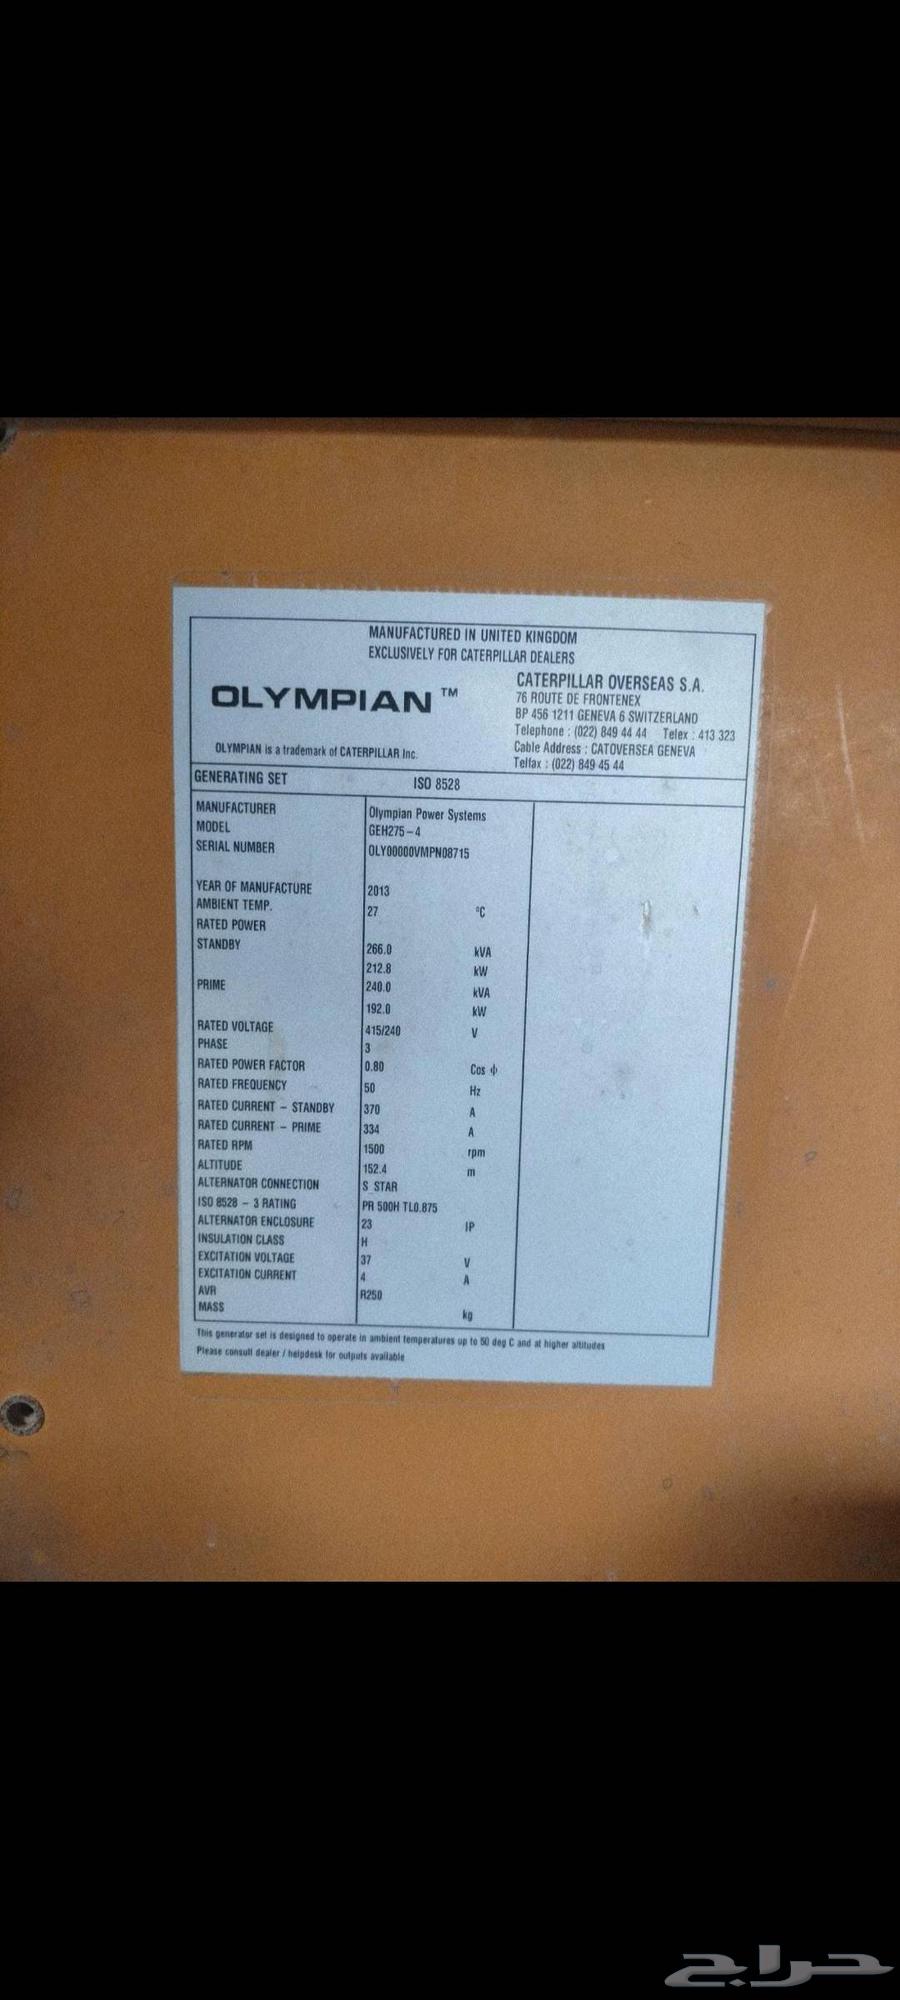 MANUFACTURED IN UNITED KINGDOM
EXCLUSIVELY FOR CATERPILLAR DEALERS
OLYMPIAN ™
OLYMPIAN is a trademark of CATERPILLAR Inc.
CATERPILLAR OVERSEAS S.A.
76 ROUTE DE FRONTENEX
BP 456 1211 GENEVA 6 SWITZERLAND
Telephone : (022) 849 44 44 Telex : 413 323
Cable Address : CATOVERSEA GENEVA
Telfax : (022) 849 45 44
GENERATING SET ISO 8528
MANUFACTURER Olympian Power Systems
MODEL GEH275-4
SERIAL NUMBER OLY00000VMPN08715
YEAR OF MANUFACTURE 2013
AMBIENT TEMP. 27 °C
RATED POWER
STANDBY 266.0 kVA
212.8 kW
PRIME 240.0 kVA
192.0 kW
RATED VOLTAGE 415/240 V
PHASE 3
RATED POWER FACTOR 0.80 Cos ф
RATED FREQUENCY 50 Hz
RATED CURRENT - STANDBY 370 A
RATED CURRENT - PRIME 334 A
RATED RPM 1500 rpm
ALTITUDE 152.4 m
ALTERNATOR CONNECTION S STAR
ISO 8528 - 3 RATING PR 500H TL0.875
ALTERNATOR ENCLOSURE 23 IP
INSULATION CLASS H
EXCITATION VOLTAGE 37 V
EXCITATION CURRENT 4 A
AVR R250
MASS kg
This generator set is designed to operate in ambient temperatures up to 50 deg C and at higher altitudes
Please consult dealer / helpdesk for outputs available
حراج